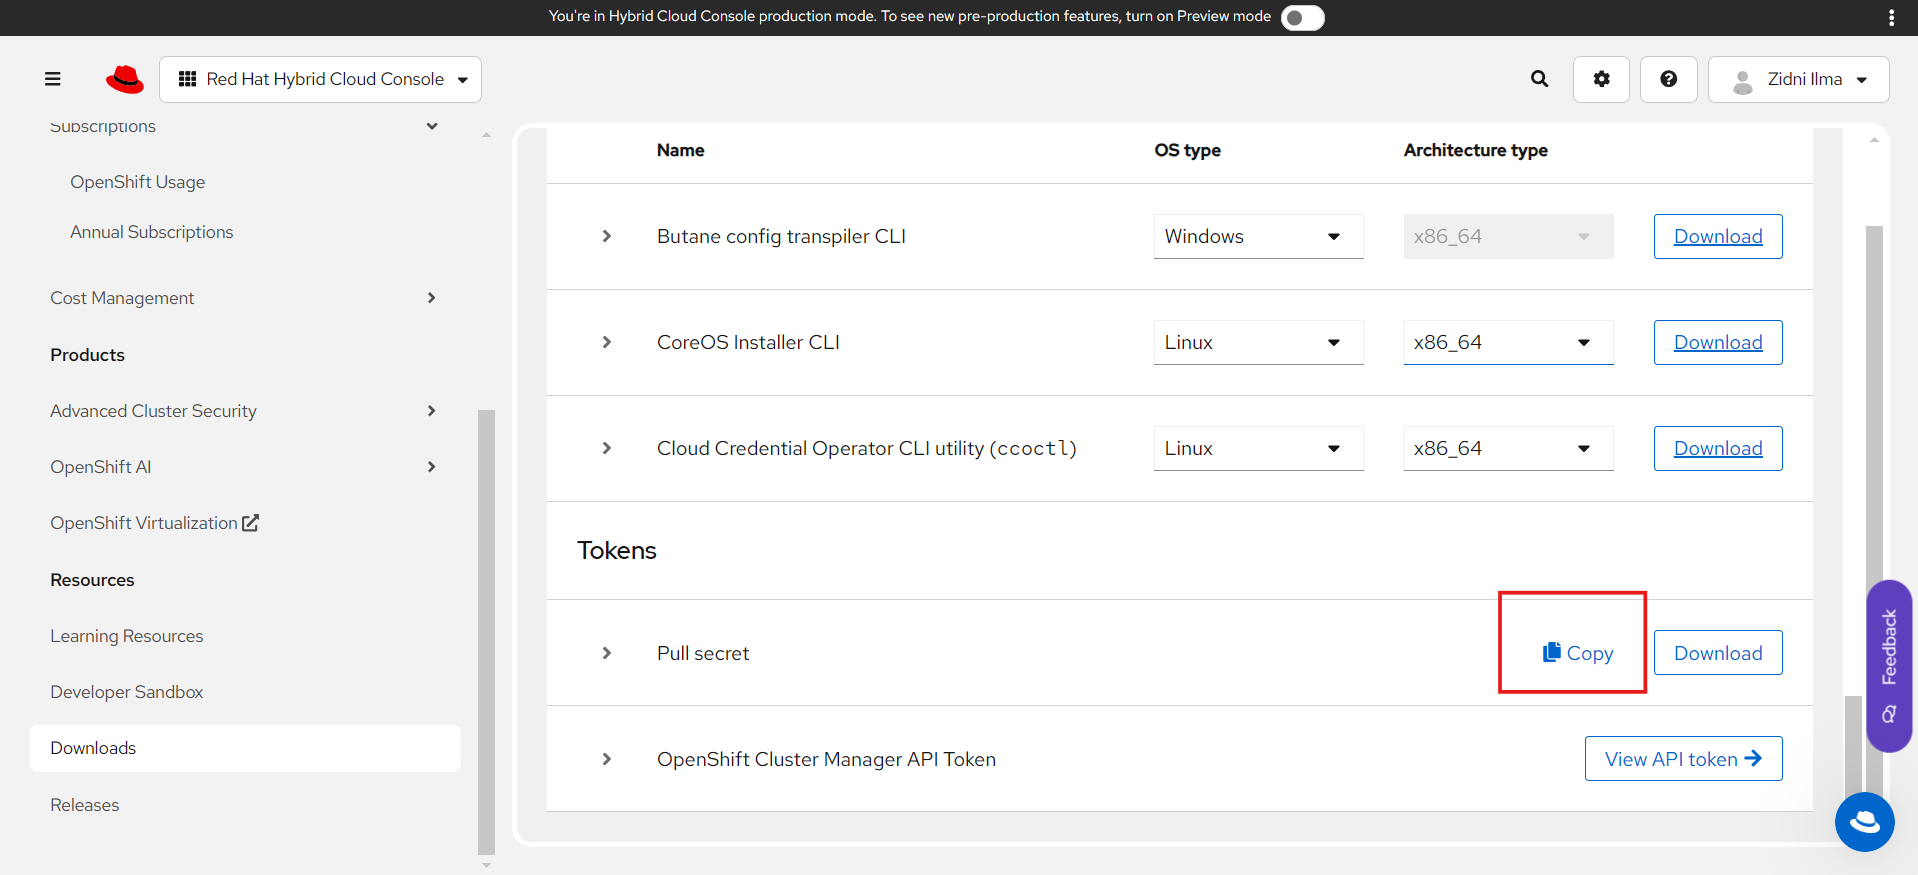 You're in Hybrid Cloud Console production mode. To see new pre-production features, turn on Preview mode
Red Hat Hybrid Cloud Console
Zidni Ilma
Subscriptions
OpenShift Usage
Annual Subscriptions
Cost Management
Products
Advanced Cluster Security
OpenShift AI
OpenShift Virtualization
Resources
Learning Resources
Developer Sandbox
Downloads
Releases
Name OS type Architecture type
Butane config transpiler CLI Windows x86_64 Download
CoreOS Installer CLI Linux x86_64 Download
Cloud Credential Operator CLI utility (ccoctl) Linux x86_64 Download
Tokens
Pull secret Copy Download
OpenShift Cluster Manager API Token View API token
Feedback